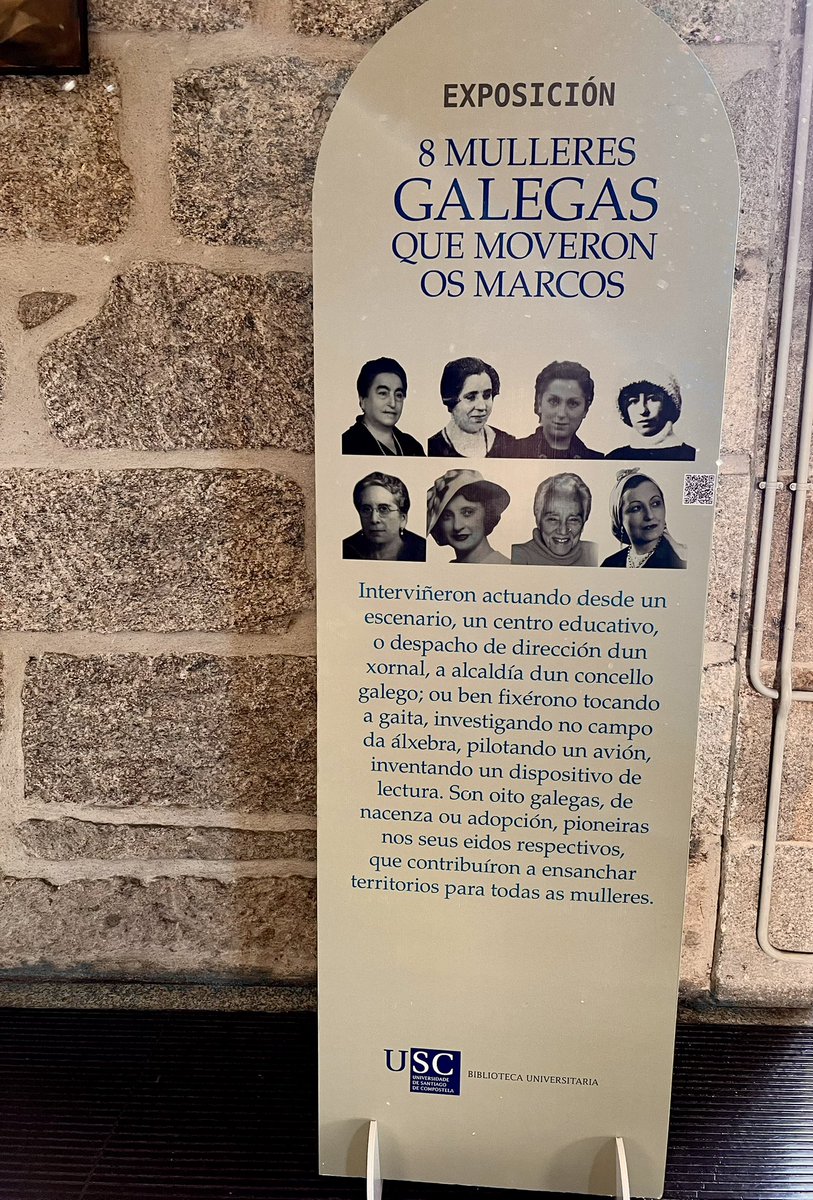 EXPOSICIÓN
8 MULLERES
GALEGAS
QUE MOVERON
OS MARCOS
Interviñeron actuando desde un
escenario, un centro educativo,
o despacho de dirección dun
xornal, a alcaldía dun concello
galego; ou ben fixérono tocando
a gaita, investigando no campo
da álxebra, pilotando un avión,
inventando un dispositivo de
lectura. Son oito galegas, de
nacenza ou adopción, pioneiras
nos seus eidos respectivos,
que contribuíron a ensanchar
territorios para todas as mulleres.
USC
UNIVERSIDADE
DE SANTIAGO
DE COMPOSTELA
BIBLIOTECA UNIVERSITARIA